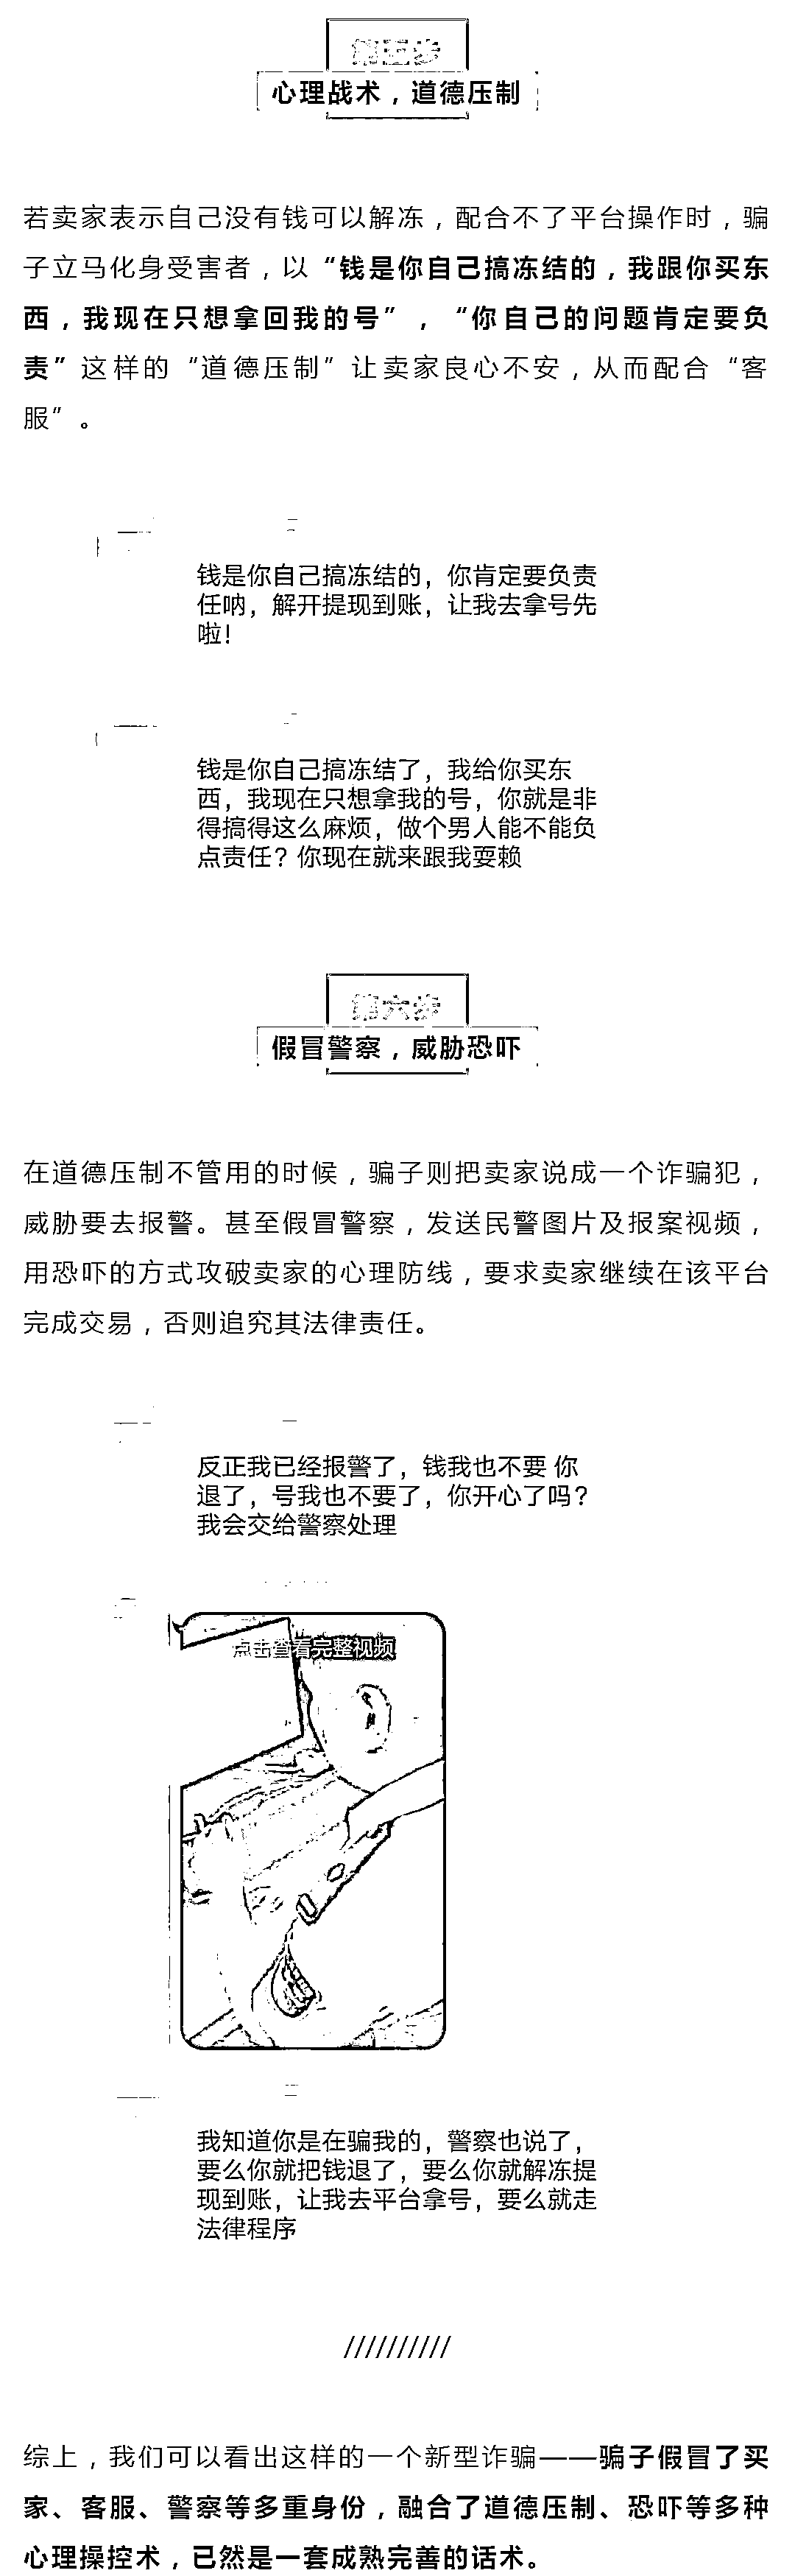 第五步
心理战术，道德压制
若卖家表示自己没有钱可以解冻，配合不了平台操作时，骗
子立马化身受害者，以“钱是你自己搞冻结的，我跟你买东
西，我现在只想拿回我的号”，“你自己的问题肯定要负
责”这样的“道德压制”让卖家良心不安，从而配合“客
服”。
钱是你自己搞冻结的，你肯定要负责
任呐，解开提现到账，让我去拿号先
啦！
钱是你自己搞冻结了，我给你买东
西，我现在只想拿我的号，你就是非
得搞得这么麻烦，做个男人能不能负
点责任？你现在就来跟我耍赖
第六步
假冒警察，威胁恐吓
在道德压制不管用的时候，骗子则把卖家说成一个诈骗犯，
威胁要去报警。甚至假冒警察，发送民警图片及报案视频，
用恐吓的方式攻破卖家的心理防线，要求卖家继续在该平台
完成交易，否则追究其法律责任。
反正我已经报警了，钱我也不要 你
退了，号我也不要了，你开心了吗？
我会交给警察处理
点击查看完整视频
我知道你是在骗我的，警察也说了，
要么你就把钱退了，要么你就解冻提
现到账，让我去平台拿号，要么就走
法律程序
//////////
综上，我们可以看出这样的一个新型诈骗——骗子假冒了买
家、客服、警察等多重身份，融合了道德压制、恐吓等多种
心理操控术，已然是一套成熟完善的话术。